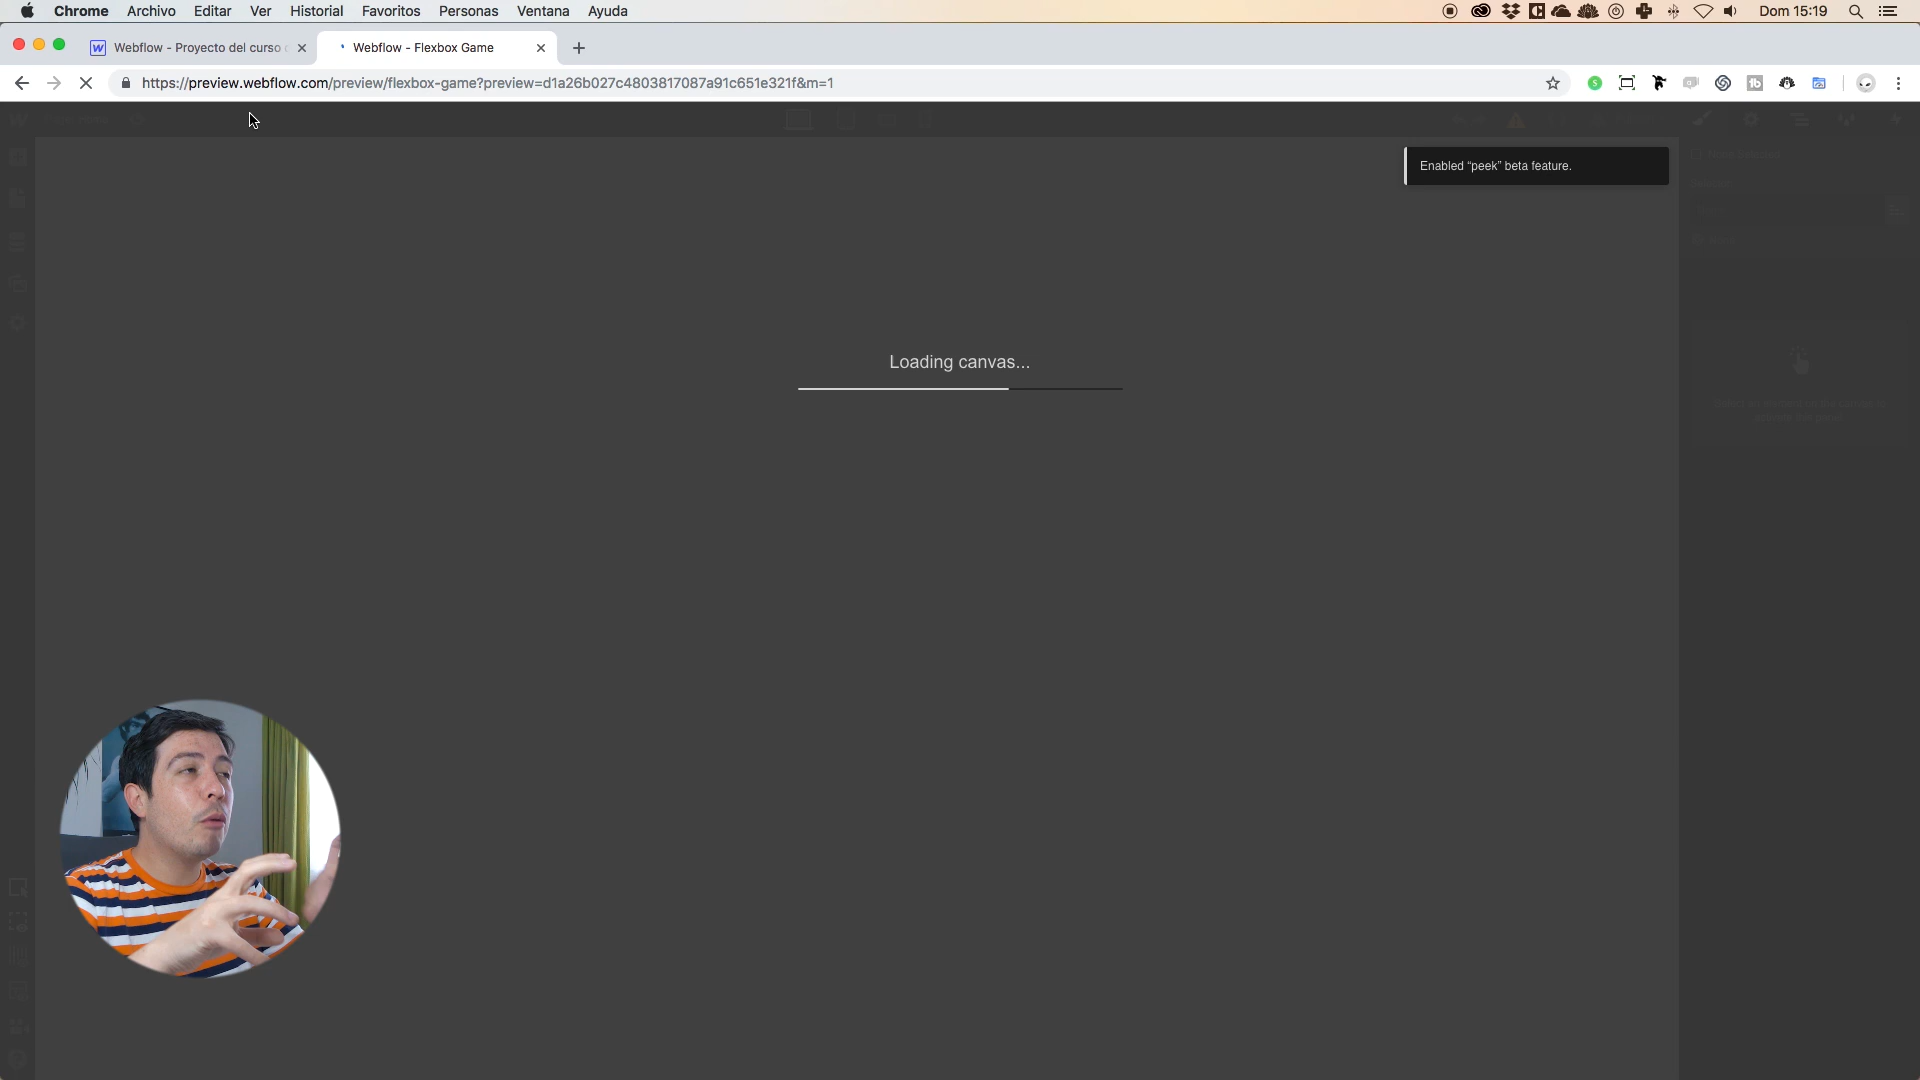 Chrome Archivo Editar Ver Historial Favoritos Personas Ventana Ayuda Dom 15:19
Webflow - Proyecto del curso
Webflow - Flexbox Game
https://preview.webflow.com/preview/flexbox-game?preview=d1a26b027c4803817087a91c651e321f&m=1
Enabled “peek” beta feature.
Loading canvas...